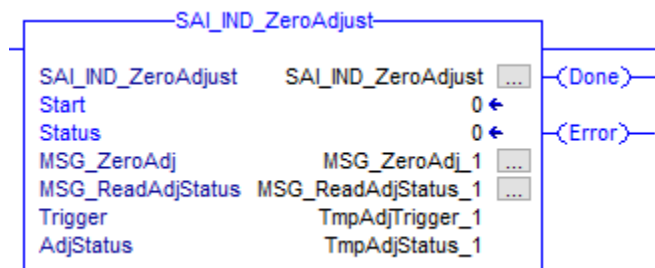 SAI_IND_ZeroAdjust
SAI_IND_ZeroAdjust SAI_IND_ZeroAdjust ... (Done)
Start 0
Status 0 (Error)
MSG_ZeroAdj MSG_ZeroAdj_1 ...
MSG_ReadAdjStatus MSG_ReadAdjStatus_1 ...
Trigger TmpAdjTrigger_1
AdjStatus TmpAdjStatus_1